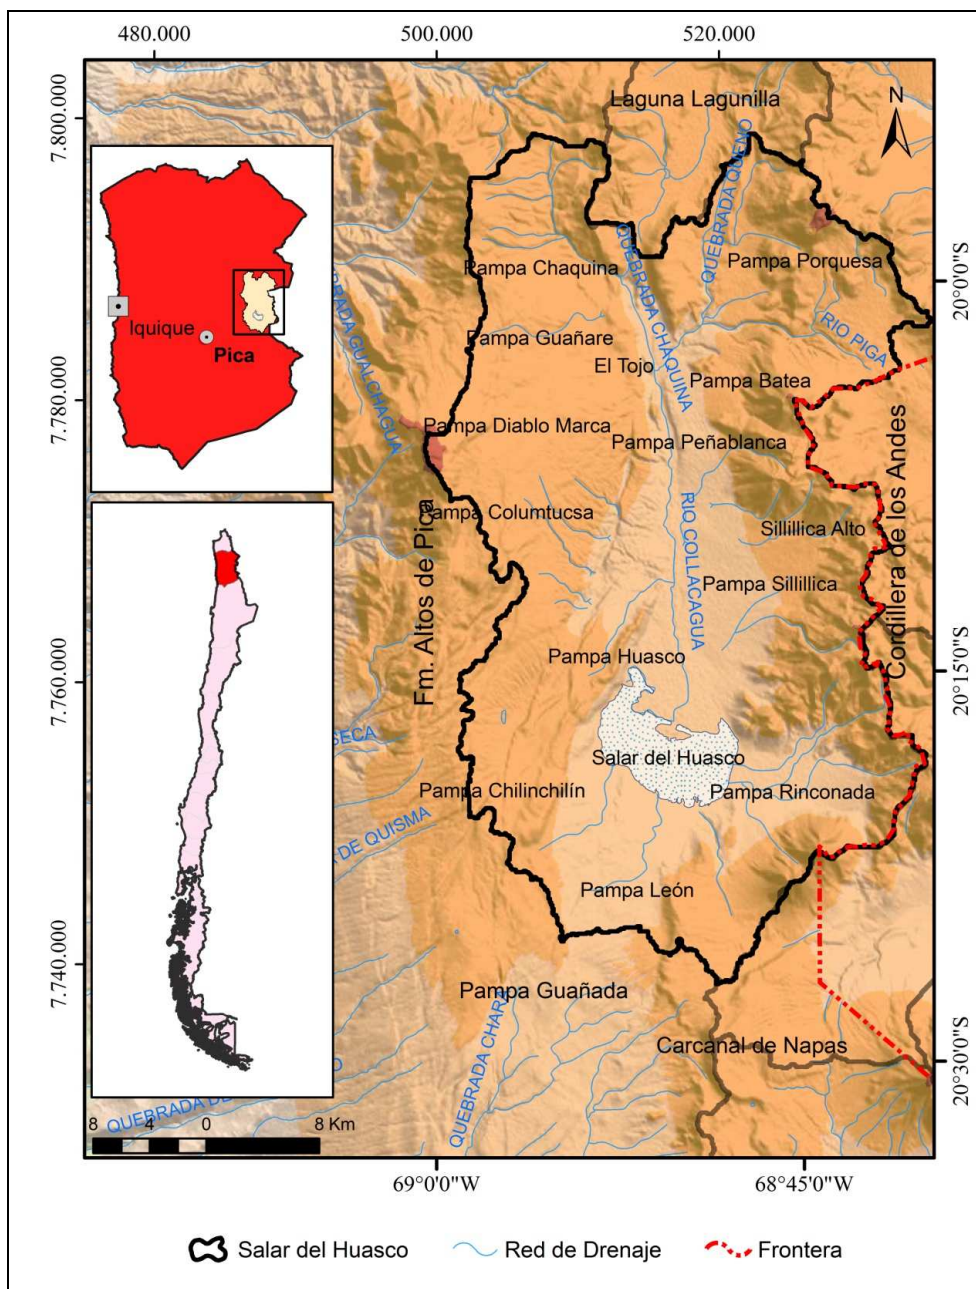 480.000
500.000
520.000
7.800.000
7.780.000
7.760.000
7.740.000
20°0'0"S
20°15'0"S
20°30'0"S
69°0'0"W
68°45'0"W
N
Laguna Lagunilla
QUEBRADA QUENO
Pampa Chaquina
QUEBRADA CHAQUINA
Pampa Porquesa
RIO PIGA
Pampa Guañare
El Tojo
Pampa Batea
Pampa Diablo Marca
Pampa Peñablanca
Cordillera de los Andes
Fm. Altos de Pica
Pampa Columtucsa
RIO COLLACAGUA
Sillillica Alto
Pampa Sillillica
Pampa Huasco
SECA
Salar del Huasco
Pampa Chilinchilín
Pampa Rinconada
DE QUISMA
Pampa León
Pampa Guañada
Carcanal de Napas
QUEBRADA CHARA
GUALCHAGUA
Iquique
Pica
QUEBRADA
8 4 0 8 Km
Salar del Huasco
Red de Drenaje
Frontera